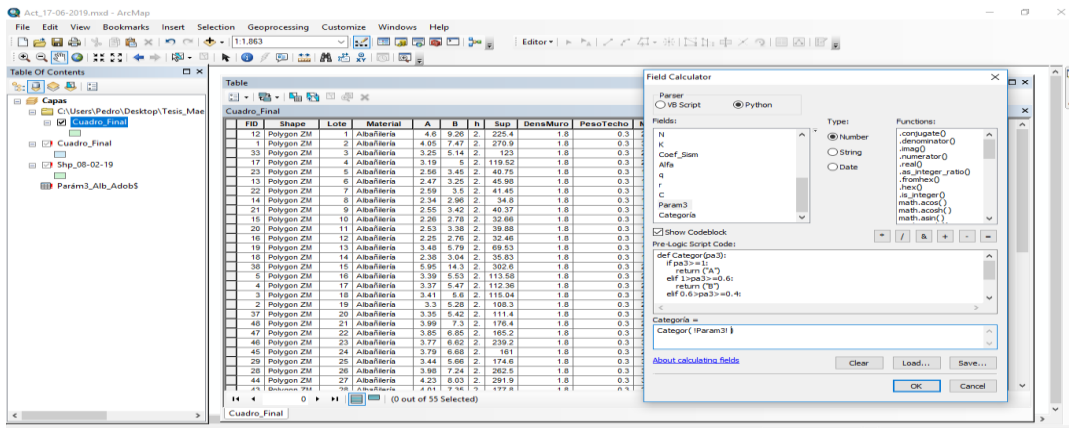 Act_17-06-2019.mxd - ArcMap
File Edit View Bookmarks Insert Selection Geoprocessing Customize Windows Help
1:1.863
Editor
Table Of Contents
Capas
C:\Users\Pedro\Desktop\Tesis_Mae
Cuadro_Final
Cuadro_Final
Shp_08-02-19
Parám3_Alb_Adob$
Table
Cuadro_Final
FID Shape Lote Material A B h Sup DensMuro PesoTecho
12 Polygon ZM 1 Albañilería 4.6 9.28 2. 225.4 1.8 0.3
1 Polygon ZM 2 Albañilería 4.05 7.47 2. 270.9 1.8 0.3
33 Polygon ZM 3 Albañilería 3.25 5.14 2. 123 1.8 0.3
17 Polygon ZM 4 Albañilería 3.19 5 2. 119.52 1.8 0.3
23 Polygon ZM 5 Albañilería 2.56 3.45 2. 40.75 1.8 0.3
13 Polygon ZM 6 Albañilería 2.47 3.25 2. 45.98 1.8 0.3
22 Polygon ZM 7 Albañilería 2.59 3.5 2. 41.45 1.8 0.3
14 Polygon ZM 8 Albañilería 2.34 2.96 2. 34.8 1.8 0.3
21 Polygon ZM 9 Albañilería 2.55 3.42 2. 40.37 1.8 0.3
15 Polygon ZM 10 Albañilería 2.26 2.78 2. 32.66 1.8 0.3
20 Polygon ZM 11 Albañilería 2.53 3.38 2. 39.88 1.8 0.3
16 Polygon ZM 12 Albañilería 2.25 2.76 2. 32.46 1.8 0.3
19 Polygon ZM 13 Albañilería 3.48 5.79 2. 69.53 1.8 0.3
18 Polygon ZM 14 Albañilería 2.38 3.04 2. 35.83 1.8 0.3
38 Polygon ZM 15 Albañilería 5.95 14.3 2. 302.6 1.8 0.3
5 Polygon ZM 16 Albañilería 3.39 5.53 2. 113.58 1.8 0.3
4 Polygon ZM 17 Albañilería 3.37 5.47 2. 112.36 1.8 0.3
3 Polygon ZM 18 Albañilería 3.41 5.6 2. 115.04 1.8 0.3
2 Polygon ZM 19 Albañilería 3.3 5.28 2. 108.3 1.8 0.3
37 Polygon ZM 20 Albañilería 3.35 5.42 2. 111.4 1.8 0.3
48 Polygon ZM 21 Albañilería 3.99 7.3 2. 176.4 1.8 0.3
47 Polygon ZM 22 Albañilería 3.85 6.85 2. 165.2 1.8 0.3
46 Polygon ZM 23 Albañilería 3.77 6.62 2. 239.2 1.8 0.3
45 Polygon ZM 24 Albañilería 3.79 6.68 2. 161 1.8 0.3
29 Polygon ZM 25 Albañilería 3.44 5.66 2. 174.6 1.8 0.3
28 Polygon ZM 26 Albañilería 3.98 7.24 2. 262.5 1.8 0.3
44 Polygon ZM 27 Albañilería 4.23 8.03 2. 291.9 1.8 0.3
43 Polygon ZM 28 Albañilería 4.01 7.35 2. 177.8 1.8 0.3
0
(0 out of 55 Selected)
Cuadro_Final
Field Calculator
Parser
VB Script Python
Fields:
N
K
Coef_Sism
Alfa
q
r
C
Param3
Categoría
Type:
Number
String
Date
Functions:
.conjugate()
.denominator()
.imag()
.numerator()
.real()
.as_integer_ratio()
.fromhex()
.hex()
.is_integer()
math.acos( )
math.acosh( )
math.asin( )
Show Codeblock
* / & + - =
Pre-Logic Script Code:
def Categor(pa3):
if pa3>=1:
return ("A")
elif 1>pa3>=0.6:
return ("B")
elif 0.6>pa3>=0.4:
Categoría =
Categor( !Param3! )
About calculating fields
Clear Load... Save...
OK Cancel